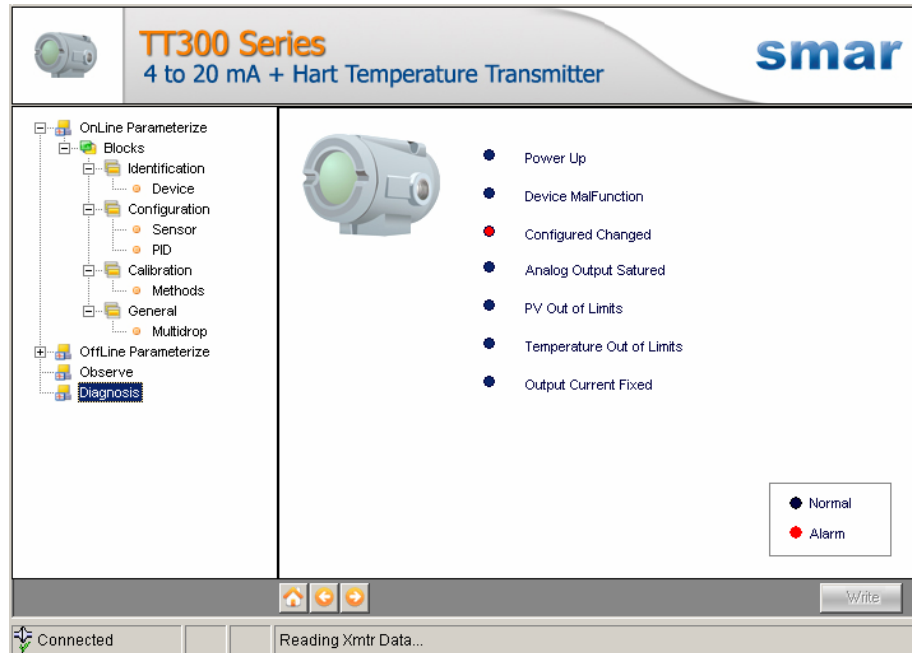 TT300 Series
4 to 20 mA + Hart Temperature Transmitter
smar
OnLine Parameterize
Blocks
Identification
Device
Configuration
Sensor
PID
Calibration
Methods
General
Multidrop
OffLine Parameterize
Observe
Diagnosis
Power Up
Device MalFunction
Configured Changed
Analog Output Satured
PV Out of Limits
Temperature Out of Limits
Output Current Fixed
Normal
Alarm
Write
Connected
Reading Xmtr Data...